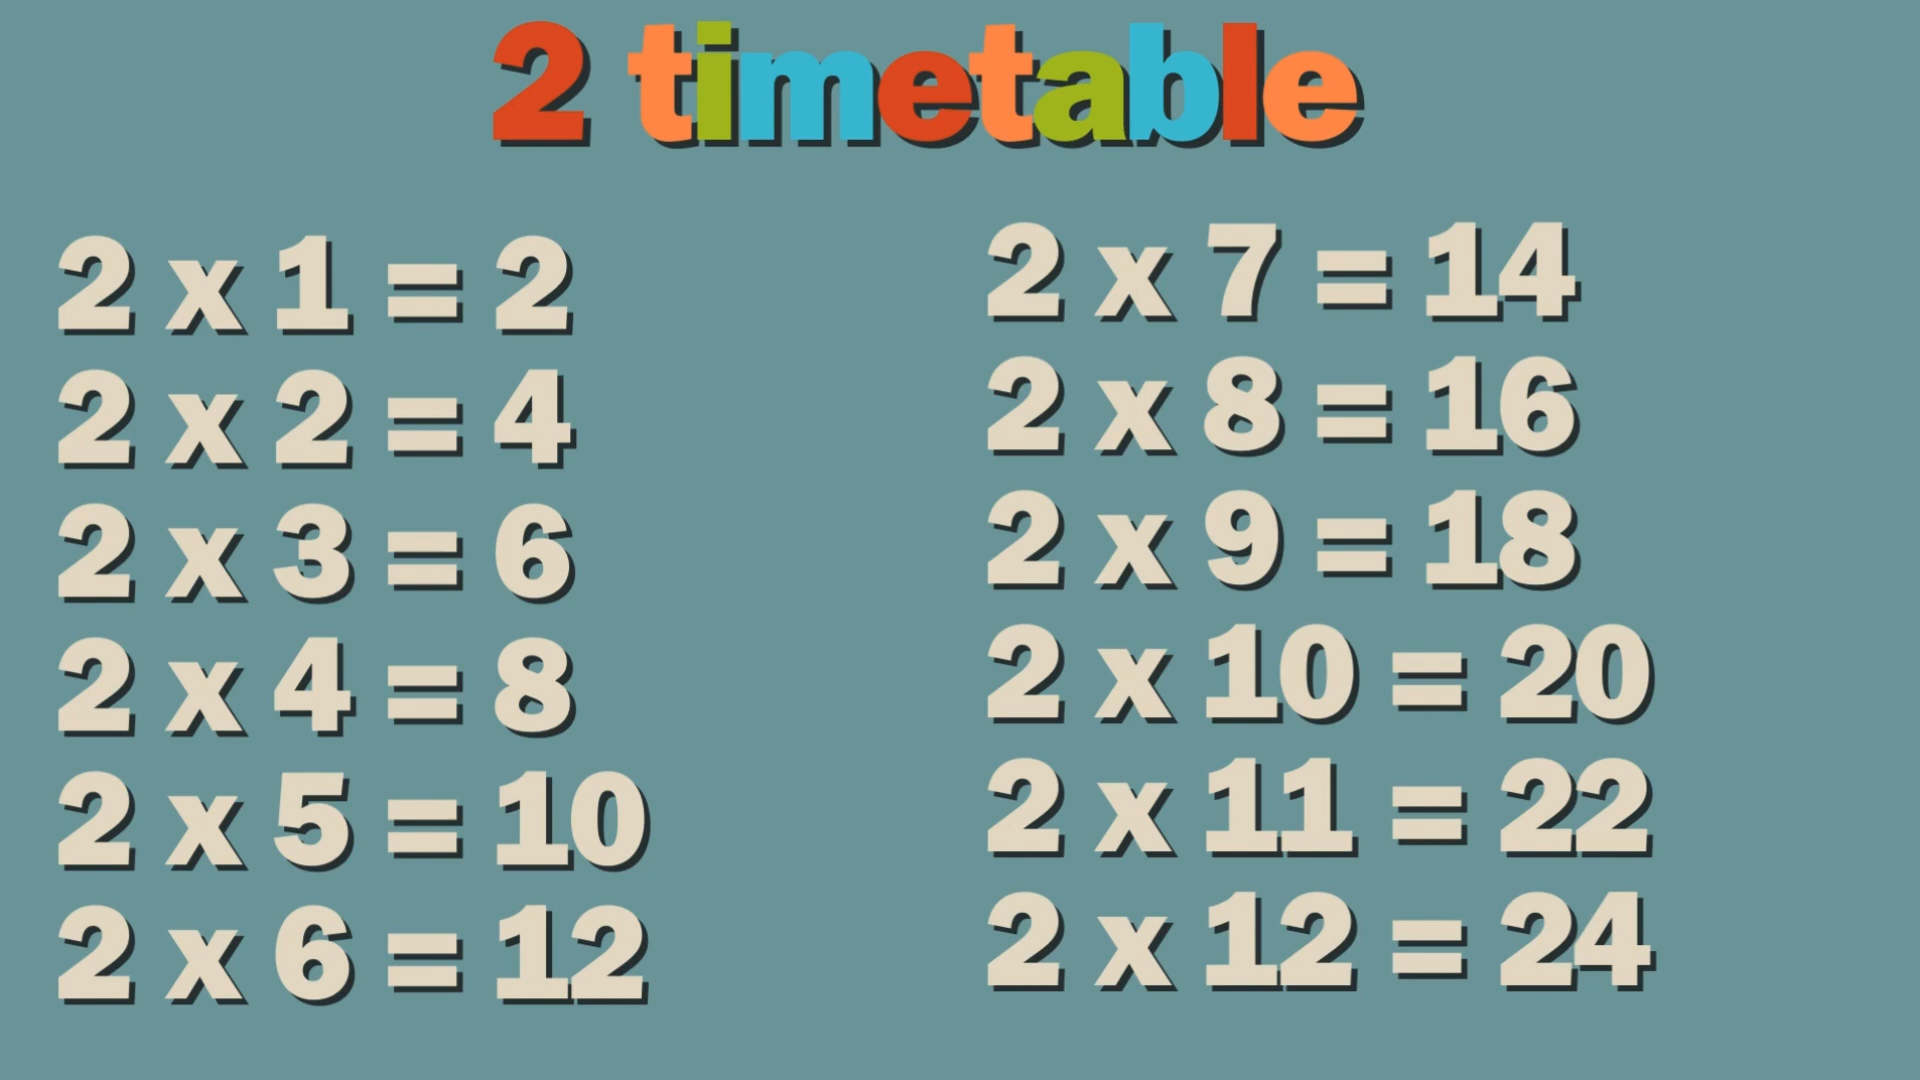 2 timetable
2 x 1 = 2
2 x 2 = 4
2 x 3 = 6
2 x 4 = 8
2 x 5 = 10
2 x 6 = 12
2 x 7 = 14
2 x 8 = 16
2 x 9 = 18
2 x 10 = 20
2 x 11 = 22
2 x 12 = 24